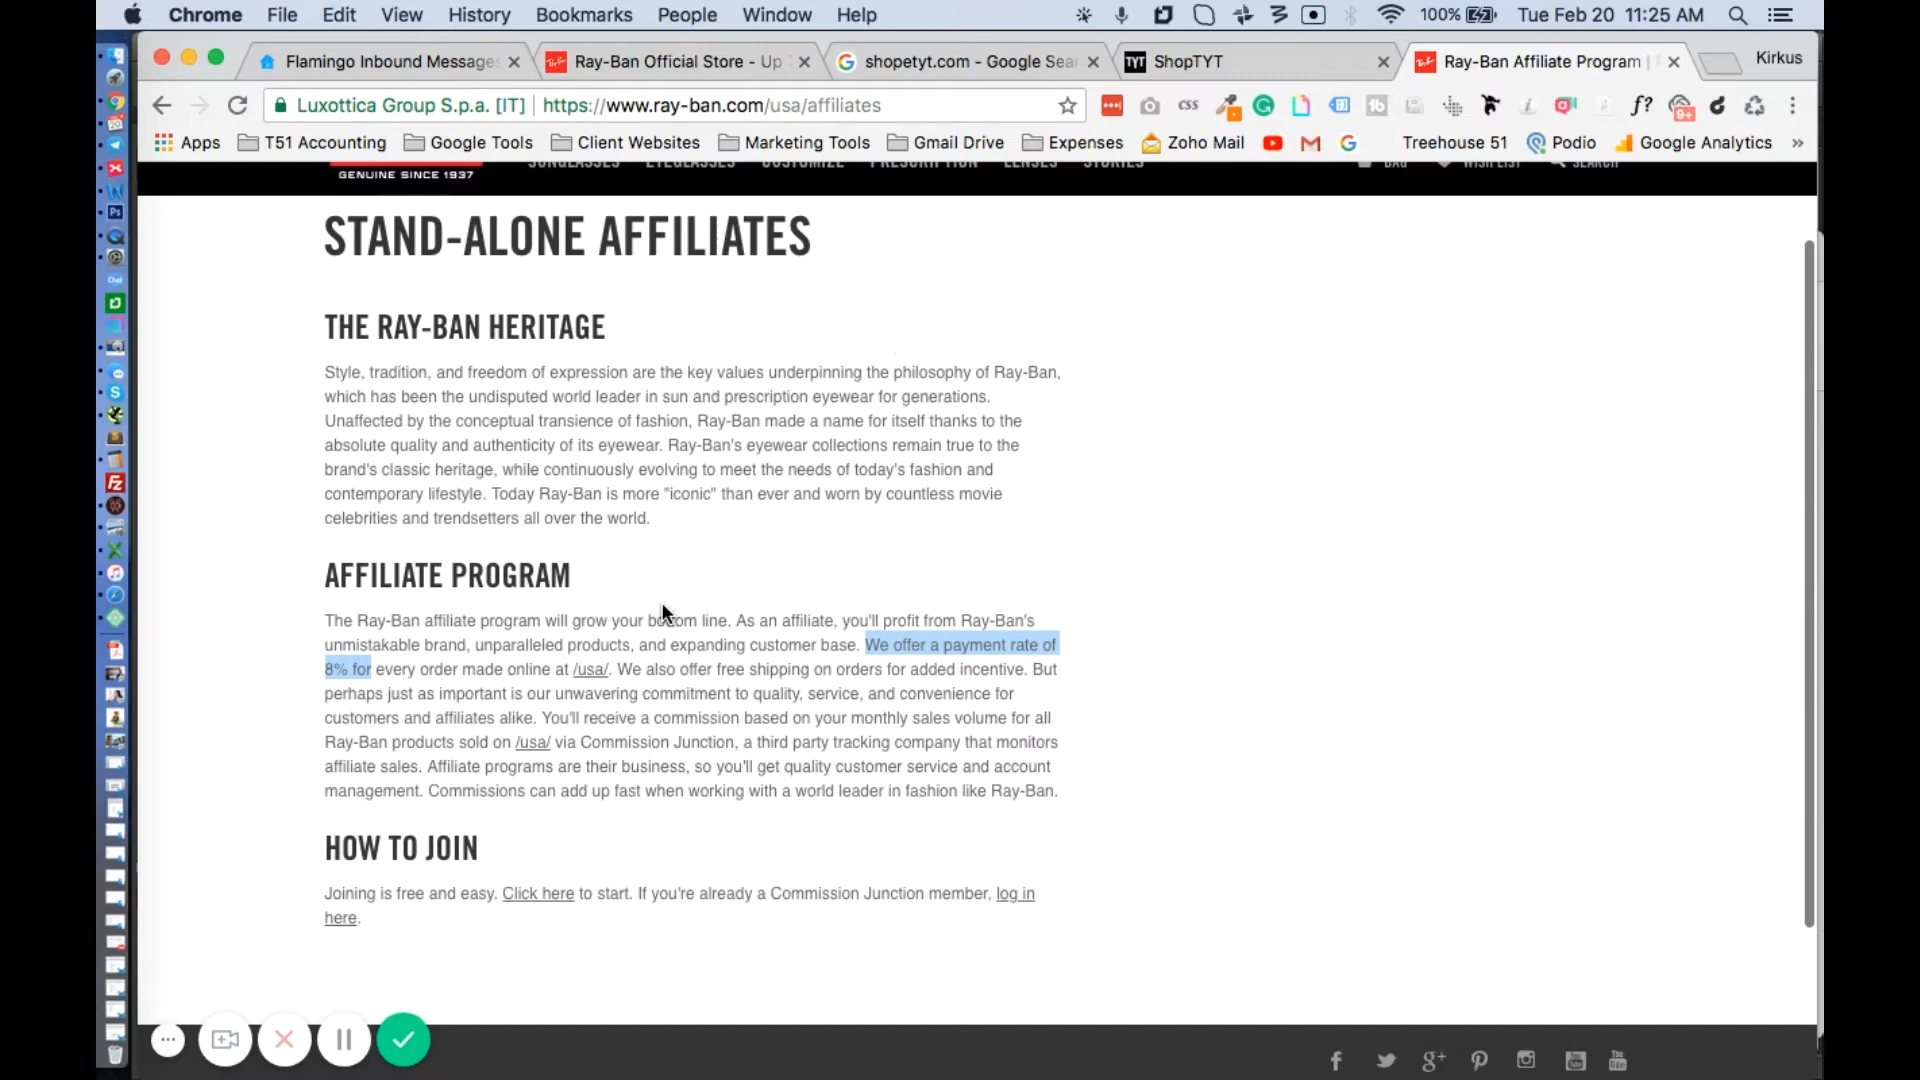 Chrome File Edit View History Bookmarks People Window Help 100% Tue Feb 20 11:25 AM
Flamingo Inbound Messages Ray-Ban Official Store - Up shopetyt.com - Google Sea TYT ShopTYT Ray-Ban Affiliate Program | Kirkus
Luxottica Group S.p.a. [IT] https://www.ray-ban.com/usa/affiliates css f? 9+
Apps T51 Accounting Google Tools Client Websites Marketing Tools Gmail Drive Expenses Zoho Mail Treehouse 51 Podio Google Analytics »
SUNGLASSES EYEGLASSES CUSTOMIZE PRESCRIPTION LENSES STORIES BAG WISH LIST SEARCH
GENUINE SINCE 1937
STAND-ALONE AFFILIATES
THE RAY-BAN HERITAGE
Style, tradition, and freedom of expression are the key values underpinning the philosophy of Ray-Ban,
which has been the undisputed world leader in sun and prescription eyewear for generations.
Unaffected by the conceptual transience of fashion, Ray-Ban made a name for itself thanks to the
absolute quality and authenticity of its eyewear. Ray-Ban's eyewear collections remain true to the
brand's classic heritage, while continuously evolving to meet the needs of today's fashion and
contemporary lifestyle. Today Ray-Ban is more "iconic" than ever and worn by countless movie
celebrities and trendsetters all over the world.
AFFILIATE PROGRAM
The Ray-Ban affiliate program will grow your bottom line. As an affiliate, you'll profit from Ray-Ban's
unmistakable brand, unparalleled products, and expanding customer base. We offer a payment rate of
8% for every order made online at /usa/. We also offer free shipping on orders for added incentive. But
perhaps just as important is our unwavering commitment to quality, service, and convenience for
customers and affiliates alike. You'll receive a commission based on your monthly sales volume for all
Ray-Ban products sold on /usa/ via Commission Junction, a third party tracking company that monitors
affiliate sales. Affiliate programs are their business, so you'll get quality customer service and account
management. Commissions can add up fast when working with a world leader in fashion like Ray-Ban.
HOW TO JOIN
Joining is free and easy. Click here to start. If you're already a Commission Junction member, log in
here.